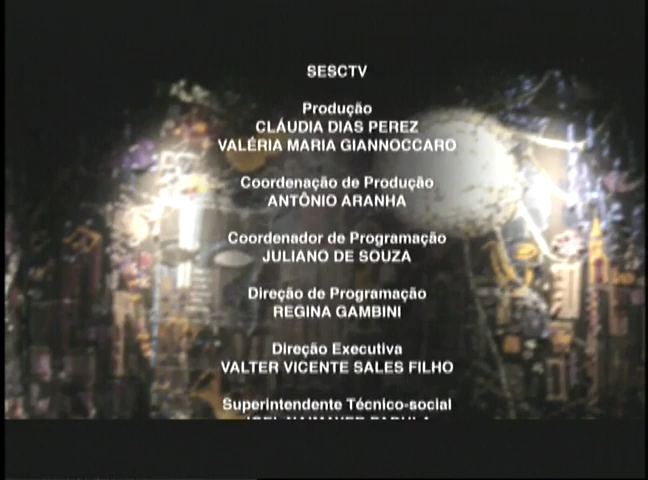 SESCTV
Produção
CLÁUDIA DIAS PEREZ
VALÉRIA MARIA GIANNOCCARO
Coordenação de Produção
ANTÔNIO ARANHA
Coordenador de Programação
JULIANO DE SOUZA
Direção de Programação
REGINA GAMBINI
Direção Executiva
VALTER VICENTE SALES FILHO
Superintendente Técnico-social